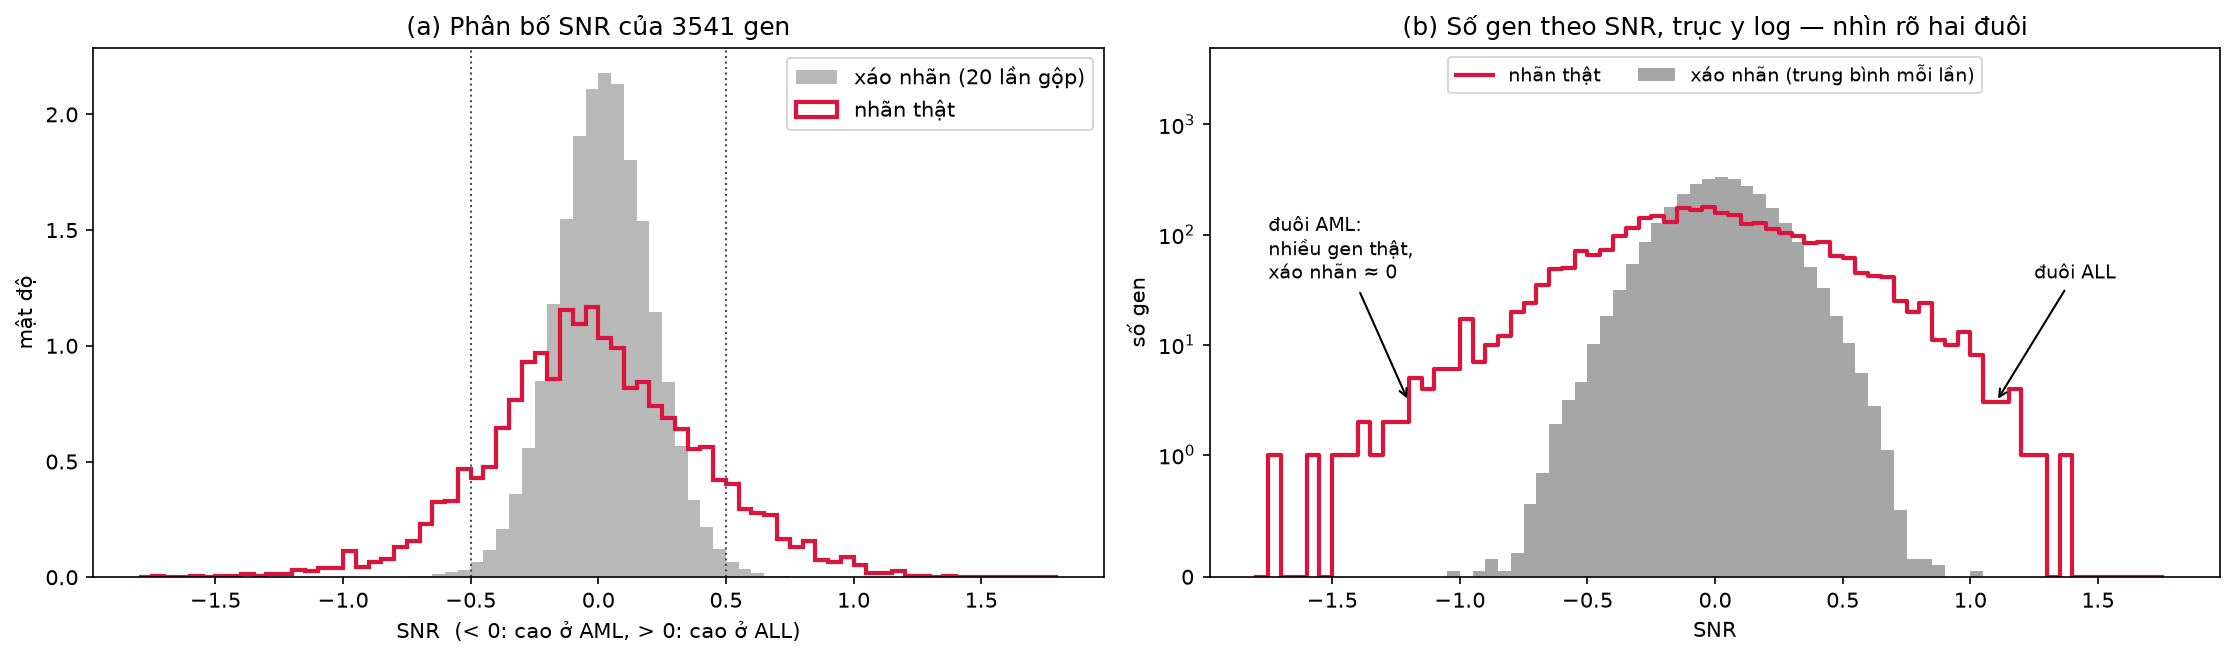 (a) Phân bố SNR của 3541 gen
xáo nhãn (20 lần gộp)
nhãn thật
mật độ
2.0
1.5
1.0
0.5
0.0
−1.5
−1.0
−0.5
0.0
0.5
1.0
1.5
SNR (< 0: cao ở AML, > 0: cao ở ALL)
(b) Số gen theo SNR, trục y log — nhìn rõ hai đuôi
nhãn thật
xáo nhãn (trung bình mỗi lần)
đuôi AML:
nhiều gen thật,
xáo nhãn ≈ 0
đuôi ALL
số gen
10³
10²
10¹
10⁰
0
−1.5
−1.0
−0.5
0.0
0.5
1.0
1.5
SNR